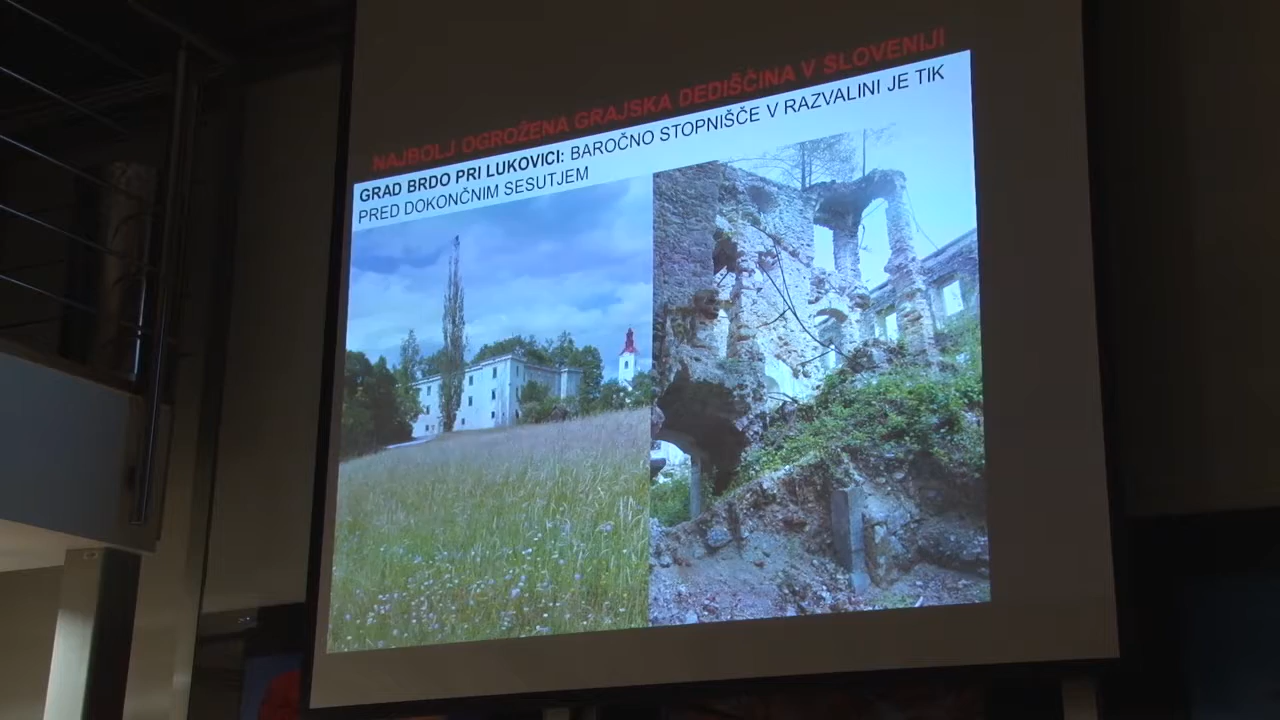 NAJBOLJ OGROŽENA GRAJSKA DEDIŠČINA V SLOVENIJI
GRAD BRDO PRI LUKOVICI: BAROČNO STOPNIŠČE V RAZVALINI JE TIK
PRED DOKONČNIM SESUTJEM